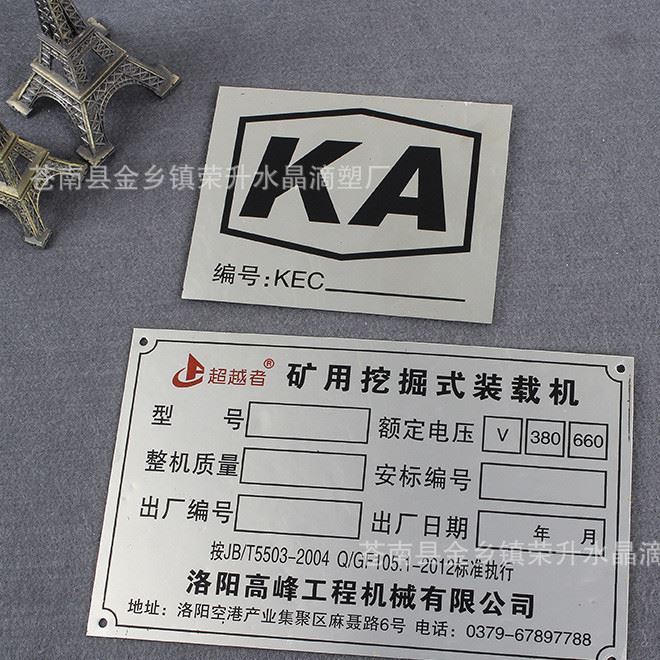 KA
苍南县金乡镇荣升水晶滴塑厂
编号:KEC
超越者® 矿用挖掘式装载机
型 号 额定电压 V 380 660
整机质量 安标编号
出厂编号 出厂日期 年 月
按JB/T5503-2004 Q/GF105.1-2012标准执行
苍南县金乡镇荣升水晶滴塑厂
洛阳高峰工程机械有限公司
地址: 洛阳空港产业集聚区麻聂路6号 电话: 0379-67897788